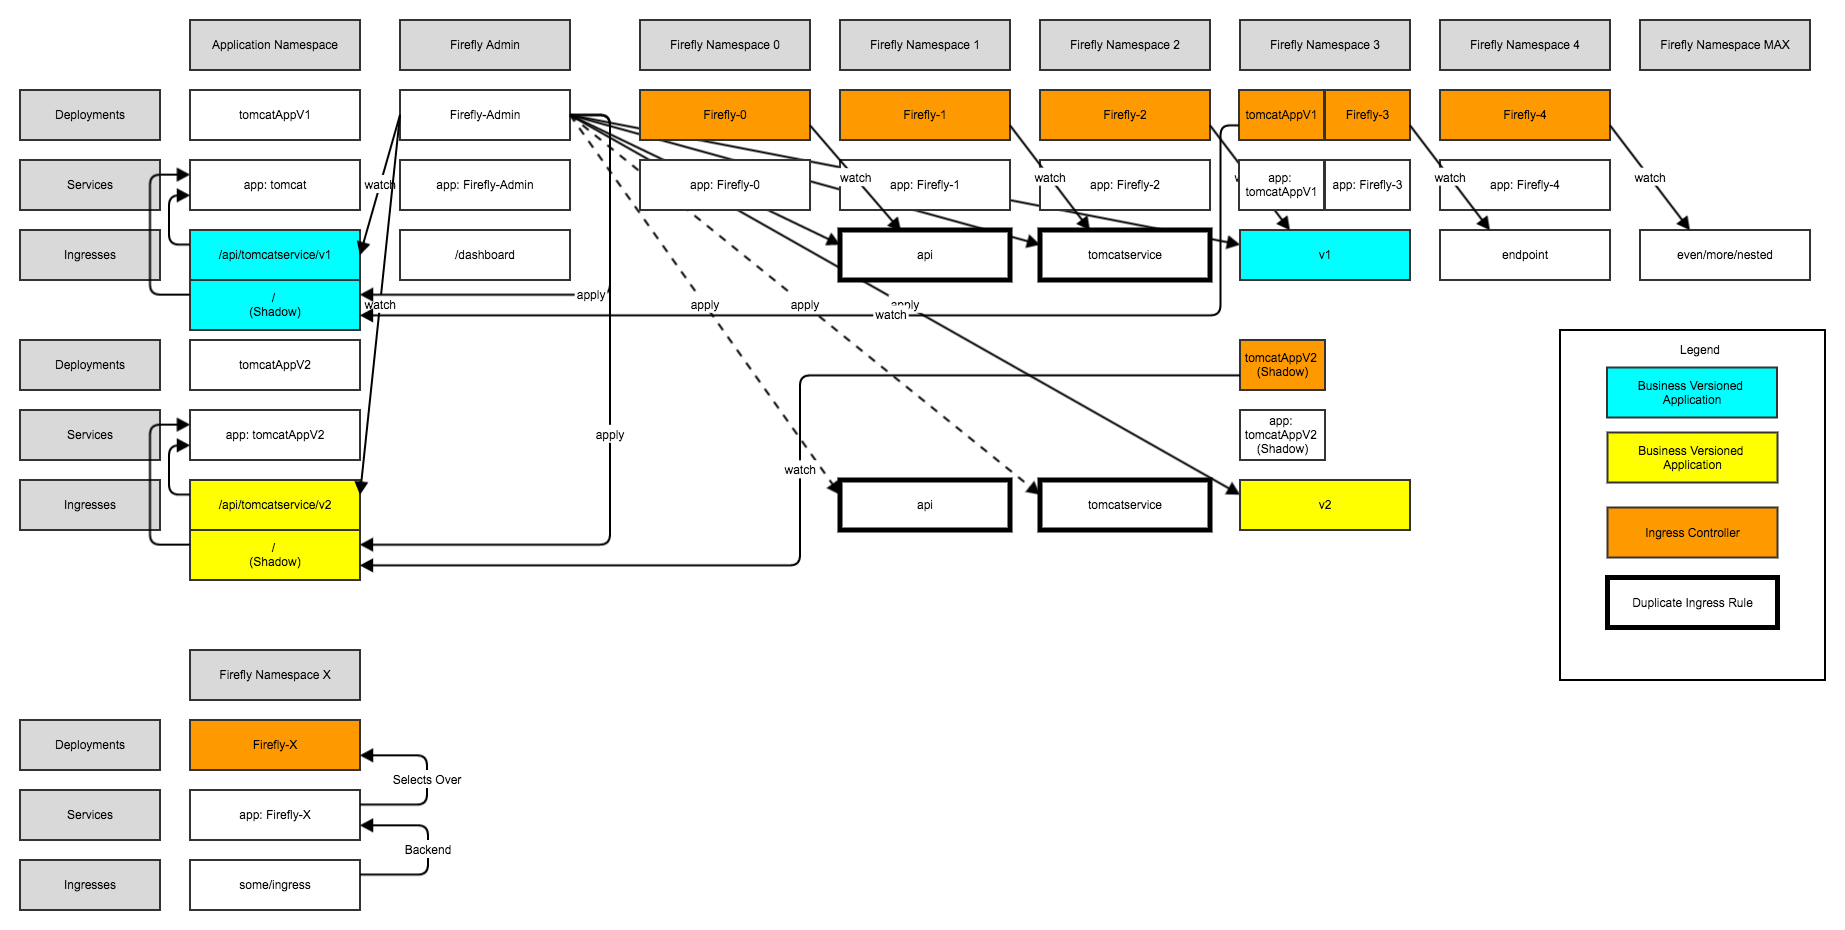 Application Namespace
Firefly Admin
Firefly Namespace 0
Firefly Namespace 1
Firefly Namespace 2
Firefly Namespace 3
Firefly Namespace 4
Firefly Namespace MAX
Deployments
tomcatAppV1
Firefly-Admin
Firefly-0
Firefly-1
Firefly-2
tomcatAppV1
Firefly-3
Firefly-4
watch
watch
watch
watch
watch
Services
app: tomcat
app: Firefly-Admin
app: Firefly-0
app: Firefly-1
app: Firefly-2
app:
tomcatAppV1
app: Firefly-3
app: Firefly-4
Ingresses
/api/tomcatservice/v1
/dashboard
api
tomcatservice
v1
endpoint
even/more/nested
/
(Shadow)
watch
apply
apply
apply
apply
watch
Deployments
tomcatAppV2
tomcatAppV2
(Shadow)
Services
app: tomcatAppV2
apply
app:
tomcatAppV2
(Shadow)
watch
Ingresses
/api/tomcatservice/v2
api
tomcatservice
v2
/
(Shadow)
Legend
Business Versioned
Application
Business Versioned
Application
Ingress Controller
Duplicate Ingress Rule
Firefly Namespace X
Deployments
Firefly-X
Selects Over
Services
app: Firefly-X
Backend
Ingresses
some/ingress